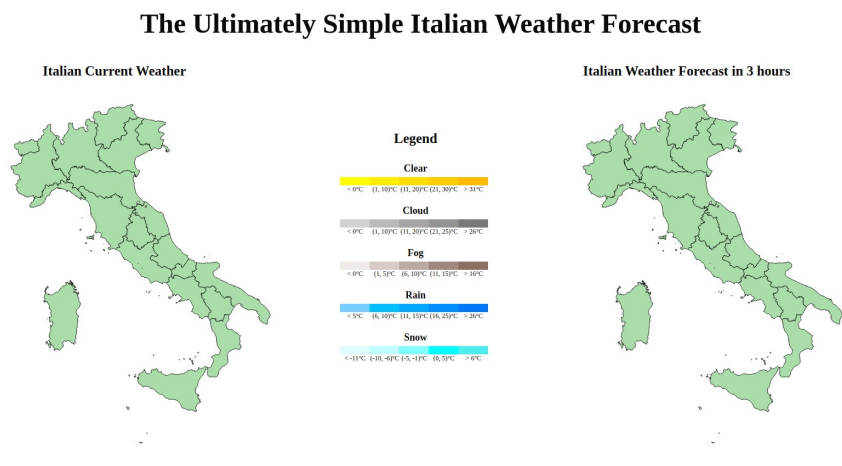 The Ultimately Simple Italian Weather Forecast
Italian Current Weather
Italian Weather Forecast in 3 hours
Legend
Clear
< 0°C (1, 10)°C (11, 20)°C (21, 30)°C > 31°C
Cloud
< 0°C (1, 10)°C (11, 20)°C (21, 25)°C > 26°C
Fog
< 0°C (1, 5)°C (6, 10)°C (11, 15)°C > 16°C
Rain
< 5°C (6, 10)°C (11, 15)°C (16, 25)°C > 26°C
Snow
< -11°C (-10, -6)°C (-5, -1)°C (0, 5)°C > 6°C